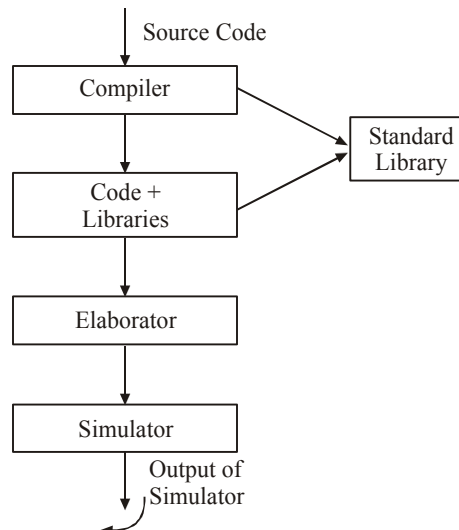 Source Code
Compiler
Standard
Library
Code +
Libraries
Elaborator
Simulator
Output of
Simulator